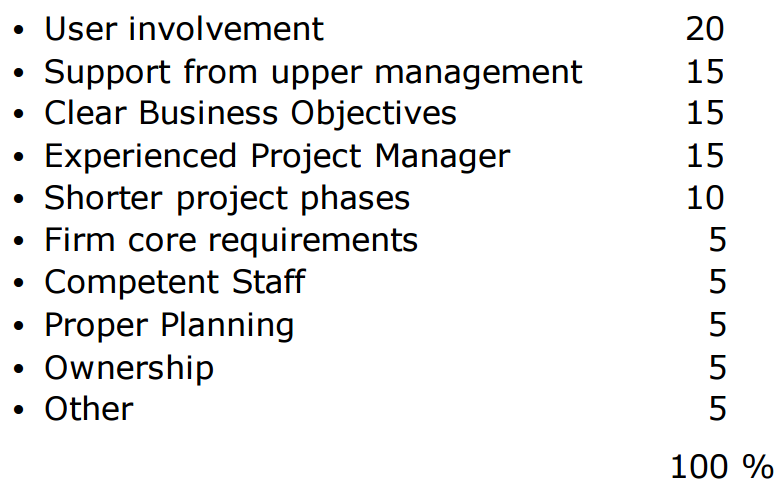 • User involvement 20
• Support from upper management 15
• Clear Business Objectives 15
• Experienced Project Manager 15
• Shorter project phases 10
• Firm core requirements 5
• Competent Staff 5
• Proper Planning 5
• Ownership 5
• Other 5
100 %